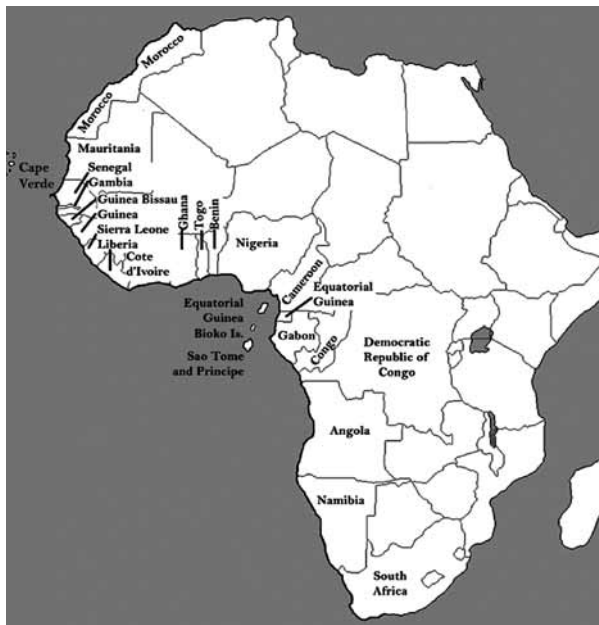 Morocco
Morocco
Mauritania
Cape
Verde
Senegal
Gambia
Guinea Bissau
Guinea
Sierra Leone
Liberia
Cote
d'Ivoire
Ghana
Togo
Benin
Nigeria
Cameroon
Equatorial
Guinea
Equatorial
Guinea
Bioko Is.
Sao Tome
and Principe
Gabon
Congo
Democratic
Republic of
Congo
Angola
Namibia
South
Africa